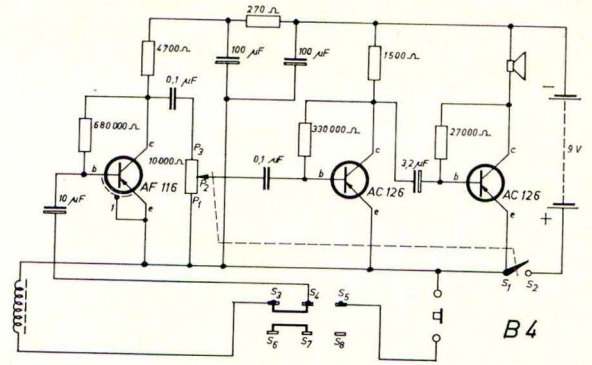 270 Ω
4700 Ω
100 µF
100 µF
1500 Ω
0,1 µF
680 000 Ω
P3
10 000 Ω
P2
P1
c
b
AF 116
1
e
10 µF
0,1 µF
330 000 Ω
c
b
AC 126
e
3,2 µF
27000 Ω
c
b
AC 126
e
−
9 V
+
S1
S2
S3
S4
S5
S6
S7
S8
B 4